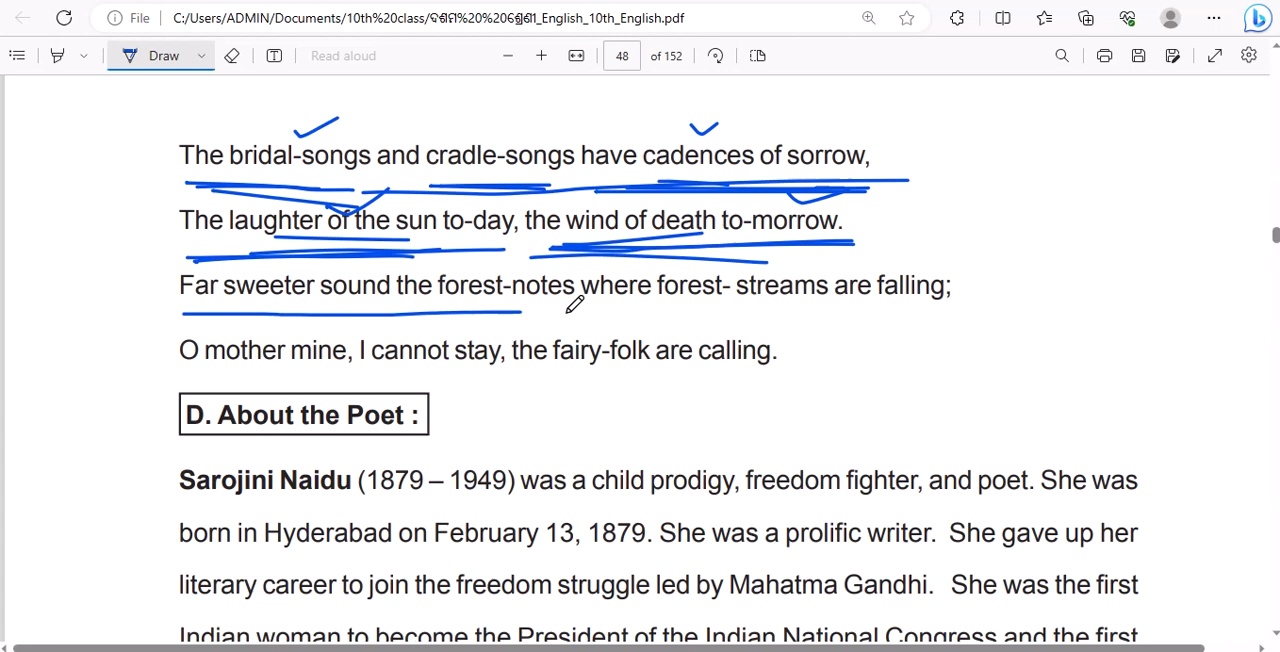 File C:/Users/ADMIN/Documents/10th%20class/ଦଶମ%20%20ଶ୍ରେଣୀ_English_10th_English.pdf
Draw Read aloud 48 of 152
The bridal-songs and cradle-songs have cadences of sorrow,
The laughter of the sun to-day, the wind of death to-morrow.
Far sweeter sound the forest-notes where forest- streams are falling;
O mother mine, I cannot stay, the fairy-folk are calling.
D. About the Poet :
Sarojini Naidu (1879 – 1949) was a child prodigy, freedom fighter, and poet. She was
born in Hyderabad on February 13, 1879. She was a prolific writer. She gave up her
literary career to join the freedom struggle led by Mahatma Gandhi. She was the first
Indian woman to become the President of the Indian National Congress and the first